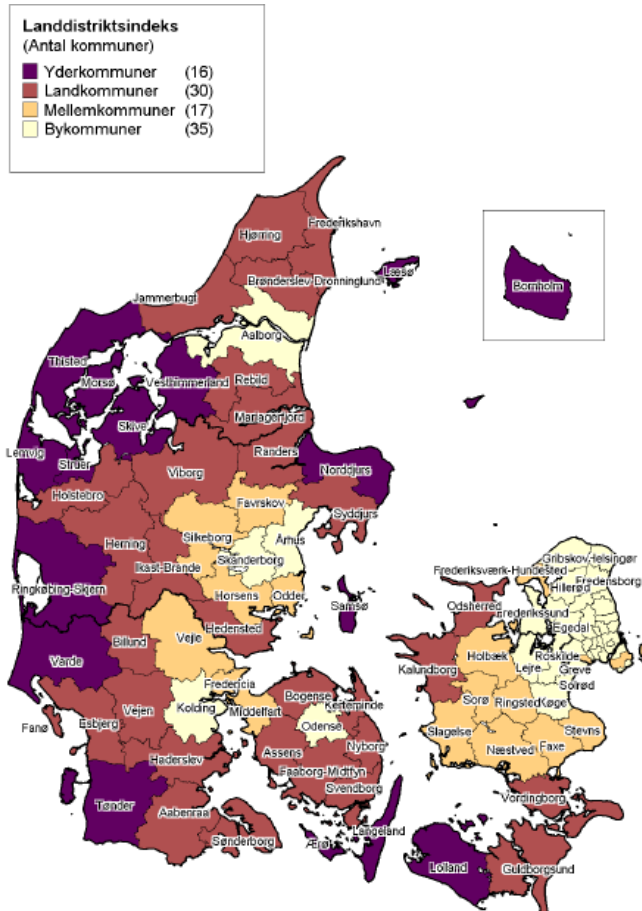 Landdistriktsindeks
(Antal kommuner)
Yderkommuner (16)
Landkommuner (30)
Mellemkommuner (17)
Bykommuner (35)
Frederikshavn
Hjørring
Læsø
Brønderslev-Dronninglund
Bornholm
Jammerbugt
Aalborg
Thisted
Morsø
Vesthimmerland
Rebild
Mariagerfjord
Skive
Lemvig
Struer
Randers
Viborg
Norddjurs
Holstebro
Favrskov
Syddjurs
Herning
Silkeborg
Århus
Skanderborg
Gribskov
Helsingør
Ikast-Brande
Frederiksværk-Hundested
Fredensborg
Hillerød
Ringkøbing-Skjern
Horsens
Odder
Samsø
Odsherred
Frederikssund
Egedal
Hedensted
Billund
Vejle
Varde
Holbæk
Roskilde
Lejre
Greve
Kalundborg
Solrød
Fredericia
Bogense
Kerteminde
Sorø
Ringsted
Køge
Fanø
Esbjerg
Vejen
Kolding
Middelfart
Odense
Stevns
Slagelse
Næstved
Faxe
Nyborg
Haderslev
Assens
Faaborg-Midtfyn
Svendborg
Vordingborg
Tønder
Aabenraa
Langeland
Sønderborg
Ærø
Lolland
Guldborgsund